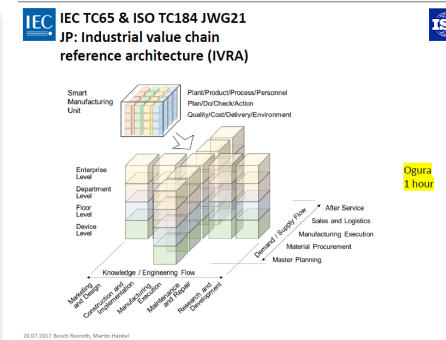 IEC
IEC TC65 & ISO TC184 JWG21
JP: Industrial value chain
reference architecture (IVRA)
Smart
Manufacturing
Unit
Plant/Product/Process/Personnel
Plan/Do/Check/Action
Quality/Cost/Delivery/Environment
Enterprise
Level
Department
Level
Floor
Level
Device
Level
Ogura
1 hour
Demand / Supply Flow
After Service
Sales and Logistics
Manufacturing Execution
Material Procurement
Master Planning
Knowledge / Engineering Flow
Marketing
and Design
Construction and
Implementation
Manufacturing
Execution
Maintenance
and Repair
Research and
Development
20.07.2017 Bosch Rexroth, Martin Hankel